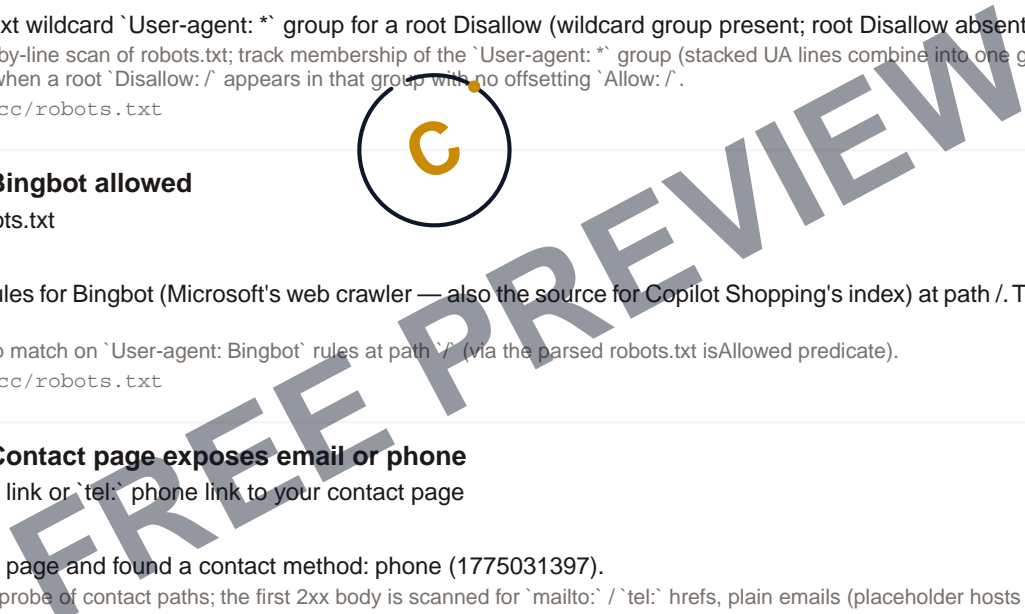 xt wildcard `User-agent: *` group for a root Disallow (wildcard group present; root Disallow absent
by-line scan of robots.txt; track membership of the `User-agent: *` group (stacked UA lines combine into one g
when a root `Disallow: /` appears in that group with no offsetting `Allow: /`.
cc/robots.txt
C
Bingbot allowed
ots.txt
ules for Bingbot (Microsoft's web crawler — also the source for Copilot Shopping's index) at path /. T
o match on `User-agent: Bingbot` rules at path `/` (via the parsed robots.txt isAllowed predicate).
cc/robots.txt
FREE PREVIEW
Contact page exposes email or phone
link or `tel:` phone link to your contact page
page and found a contact method: phone (1775031397).
probe of contact paths; the first 2xx body is scanned for `mailto:` / `tel:` hrefs, plain emails (placeholder hosts